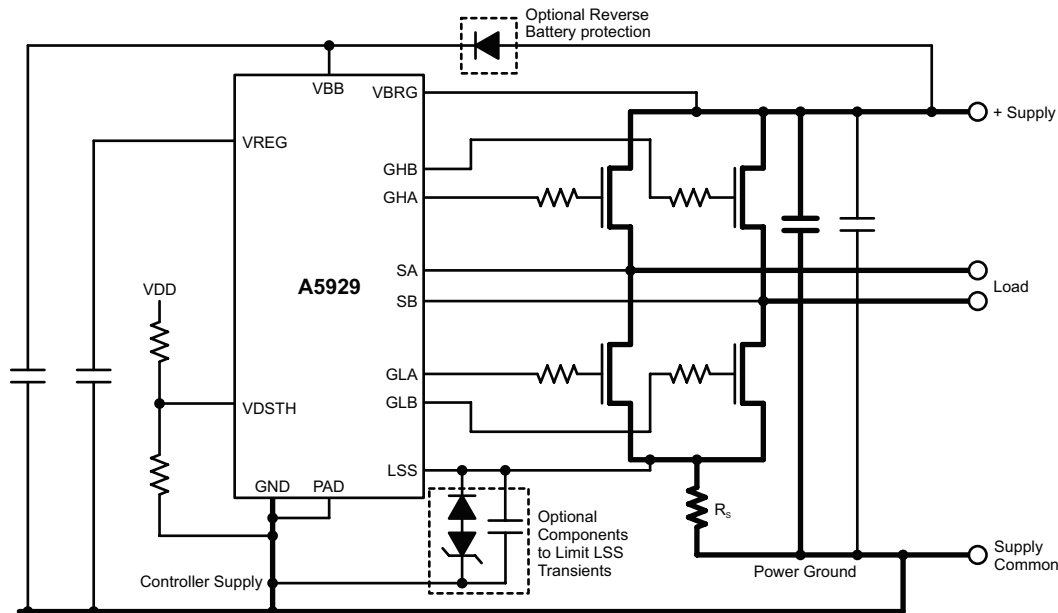 Optional Reverse
Battery protection
VBB
VBRG
+ Supply
VREG
GHB
GHA
SA
A5929
SB
Load
VDD
GLA
VDSTH
GLB
LSS
GND
PAD
Rs
Optional
Components
to Limit LSS
Transients
Controller Supply
Power Ground
Supply
Common